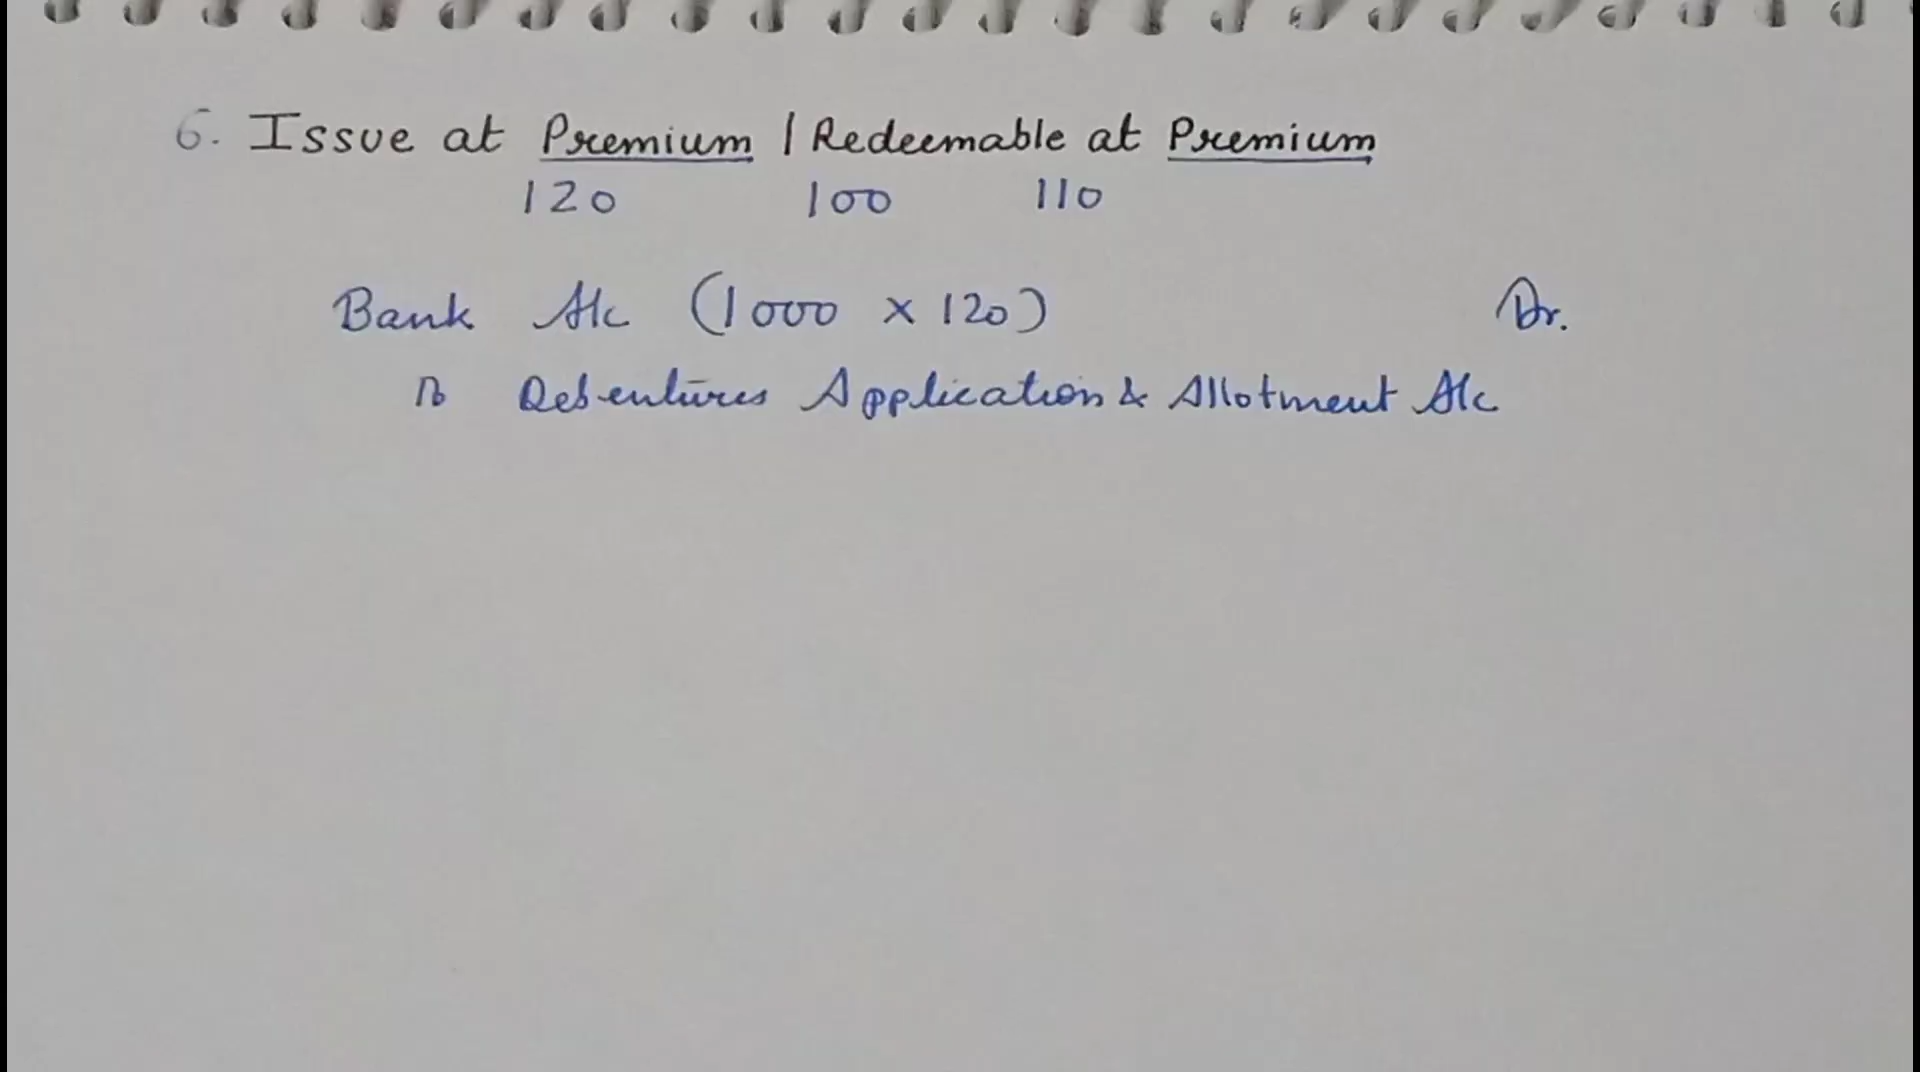 6. Issue at Premium | Redeemable at Premium
120 100 110
Bank A/c (1000 x 120) Dr.
To Debentures Application & Allotment A/c